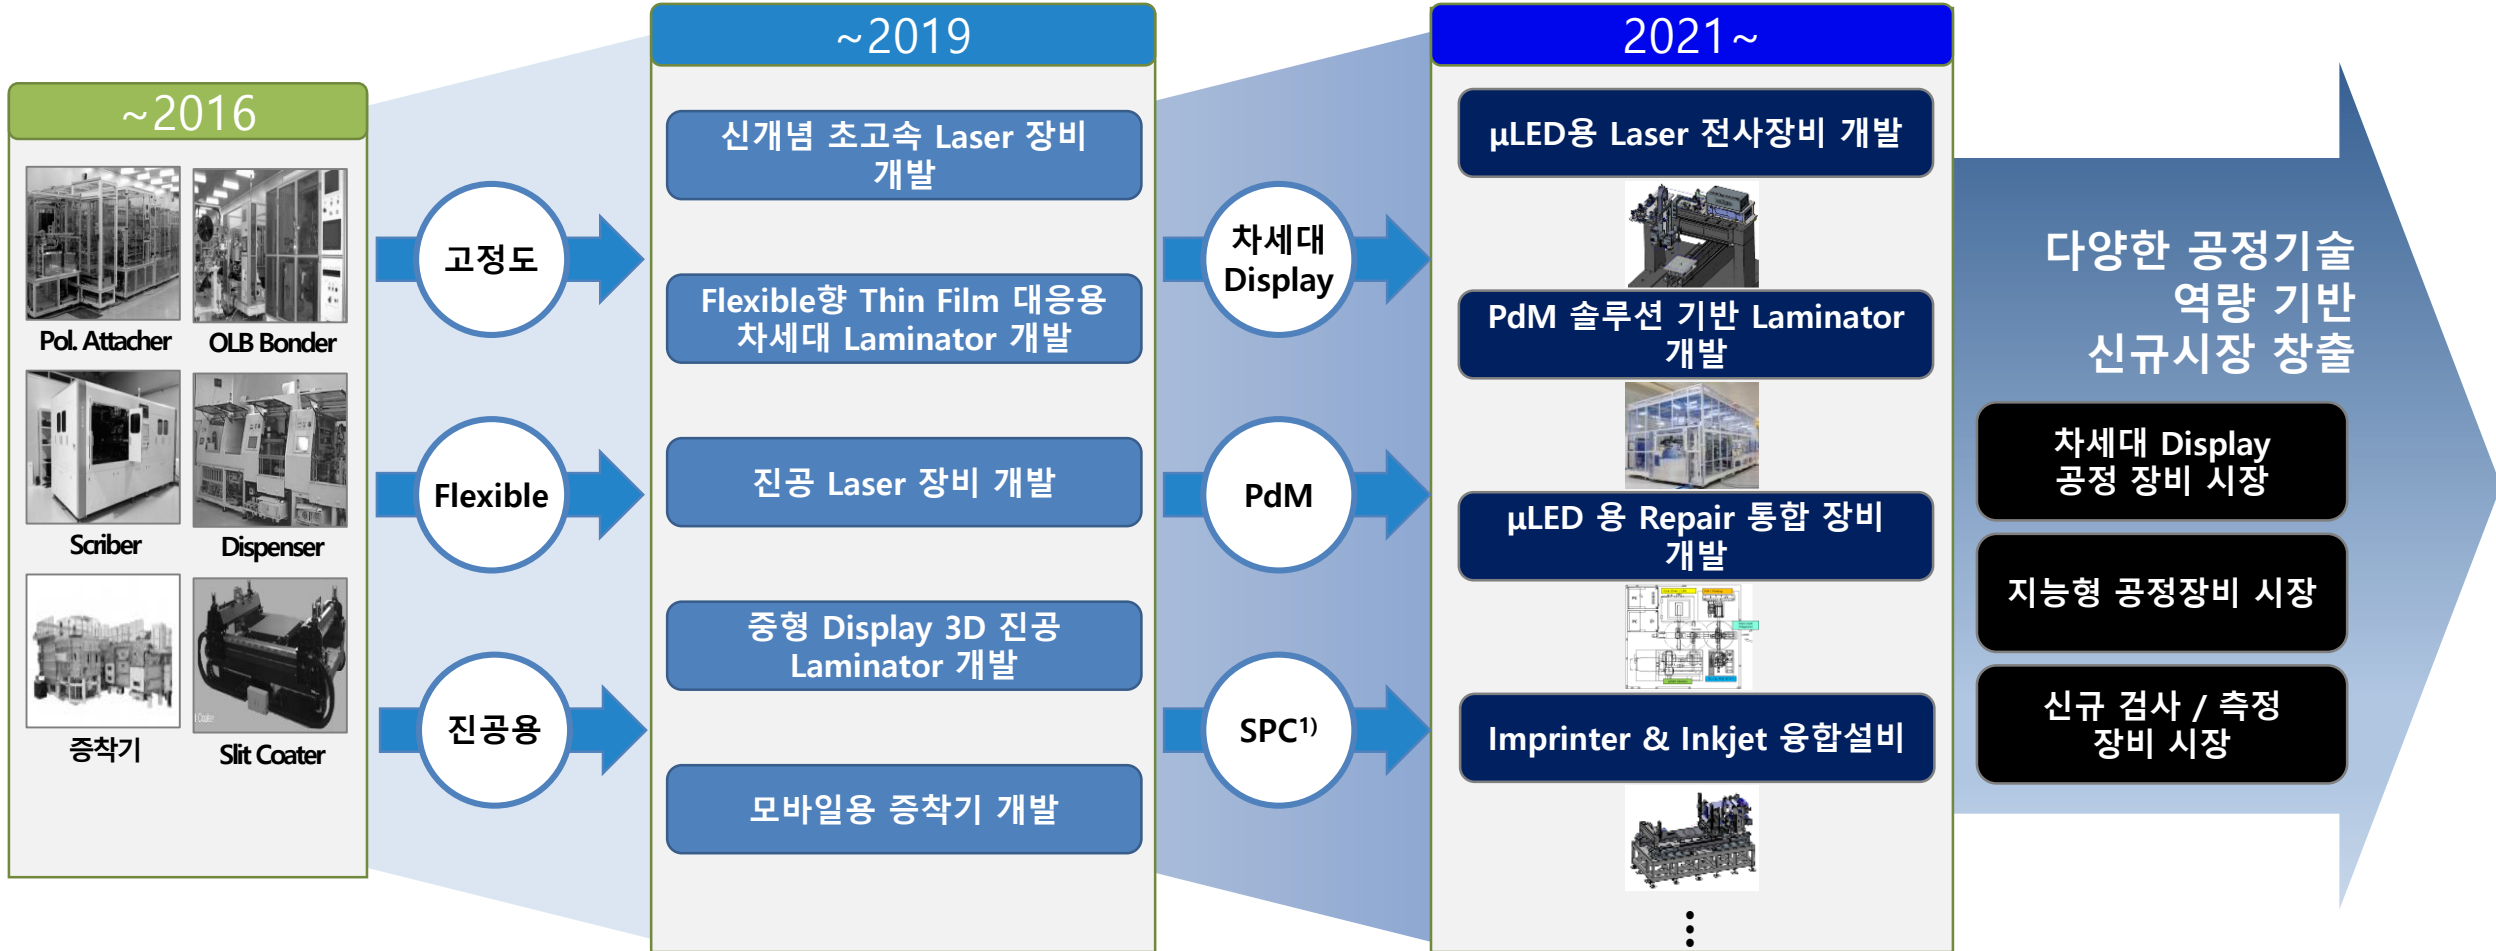 ~2016
Pol. Attacher
OLB Bonder
Scriber
Dispenser
증착기
Slit Coater
고정도
Flexible
진공용
~2019
신개념 초고속 Laser 장비
개발
Flexible향 Thin Film 대응용
차세대 Laminator 개발
진공 Laser 장비 개발
중형 Display 3D 진공
Laminator 개발
모바일용 증착기 개발
차세대
Display
PdM
SPC¹⁾
2021~
μLED용 Laser 전사장비 개발
PdM 솔루션 기반 Laminator
개발
μLED 용 Repair 통합 장비
개발
Imprinter & Inkjet 융합설비
다양한 공정기술
역량 기반
신규시장 창출
차세대 Display
공정 장비 시장
지능형 공정장비 시장
신규 검사 / 측정
장비 시장